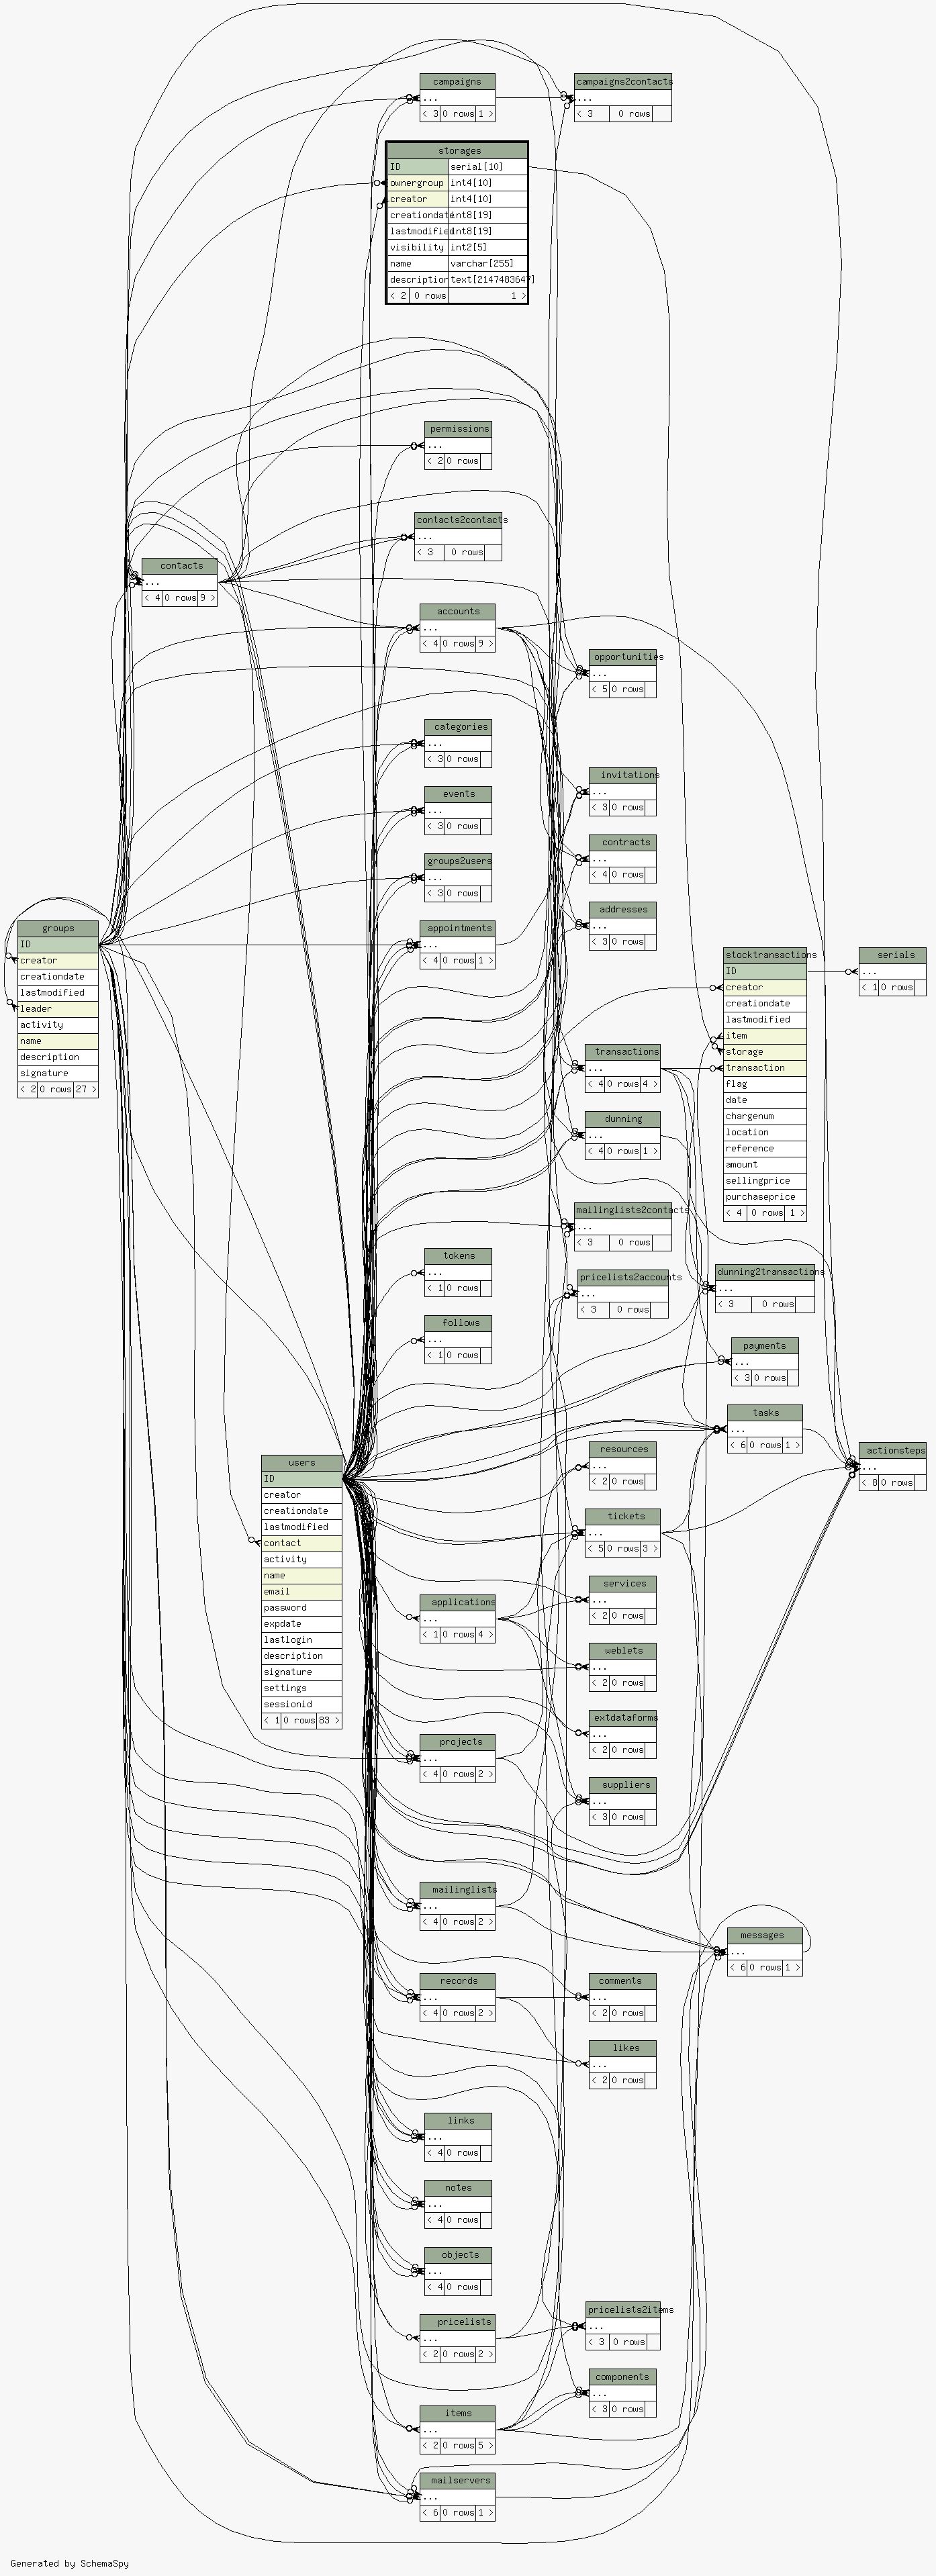 campaigns
...
< 3 0 rows 1 >
campaigns2contacts
...
< 3 0 rows
storages
ID serial[10]
ownergroup int4[10]
creator int4[10]
creationdate int8[19]
lastmodified int8[19]
visibility int2[5]
name varchar[255]
description text[2147483647]
< 2 0 rows 1 >
permissions
...
< 2 0 rows
contacts2contacts
...
< 3 0 rows
contacts
...
< 4 0 rows 9 >
accounts
...
< 4 0 rows 9 >
opportunities
...
< 5 0 rows
categories
...
< 3 0 rows
invitations
...
< 3 0 rows
events
...
< 3 0 rows
contracts
...
< 4 0 rows
groups2users
...
< 3 0 rows
addresses
...
< 3 0 rows
groups
ID
creator
creationdate
lastmodified
leader
activity
name
description
signature
< 2 0 rows 27 >
appointments
...
< 4 0 rows 1 >
stocktransactions
ID
creator
creationdate
lastmodified
item
storage
transaction
flag
date
chargenum
location
reference
amount
sellingprice
purchaseprice
< 4 0 rows 1 >
serials
...
< 1 0 rows
transactions
...
< 4 0 rows 4 >
dunning
...
< 4 0 rows 1 >
mailinglists2contacts
...
< 3 0 rows
tokens
...
< 1 0 rows
pricelists2accounts
...
< 3 0 rows
dunning2transactions
...
< 3 0 rows
follows
...
< 1 0 rows
payments
...
< 3 0 rows
tasks
...
< 6 0 rows 1 >
users
ID
creator
creationdate
lastmodified
contact
activity
name
email
password
expdate
lastlogin
description
signature
settings
sessionid
< 1 0 rows 83 >
resources
...
< 2 0 rows
actionsteps
...
< 8 0 rows
tickets
...
< 5 0 rows 3 >
services
...
< 2 0 rows
applications
...
< 1 0 rows 4 >
weblets
...
< 2 0 rows
extdataforms
...
< 2 0 rows
projects
...
< 4 0 rows 2 >
suppliers
...
< 3 0 rows
mailinglists
...
< 4 0 rows 2 >
messages
...
< 6 0 rows 1 >
records
...
< 4 0 rows 2 >
comments
...
< 2 0 rows
likes
...
< 2 0 rows
links
...
< 4 0 rows
notes
...
< 4 0 rows
objects
...
< 4 0 rows
pricelists
...
< 2 0 rows 2 >
pricelists2items
...
< 3 0 rows
components
...
< 3 0 rows
items
...
< 2 0 rows 5 >
mailservers
...
< 6 0 rows 1 >
Generated by SchemaSpy